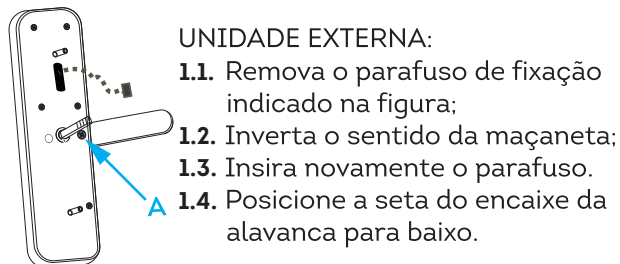 UNIDADE EXTERNA:
1.1. Remova o parafuso de fixação
indicado na figura;
1.2. Inverta o sentido da maçaneta;
1.3. Insira novamente o parafuso.
A
1.4. Posicione a seta do encaixe da
alavanca para baixo.